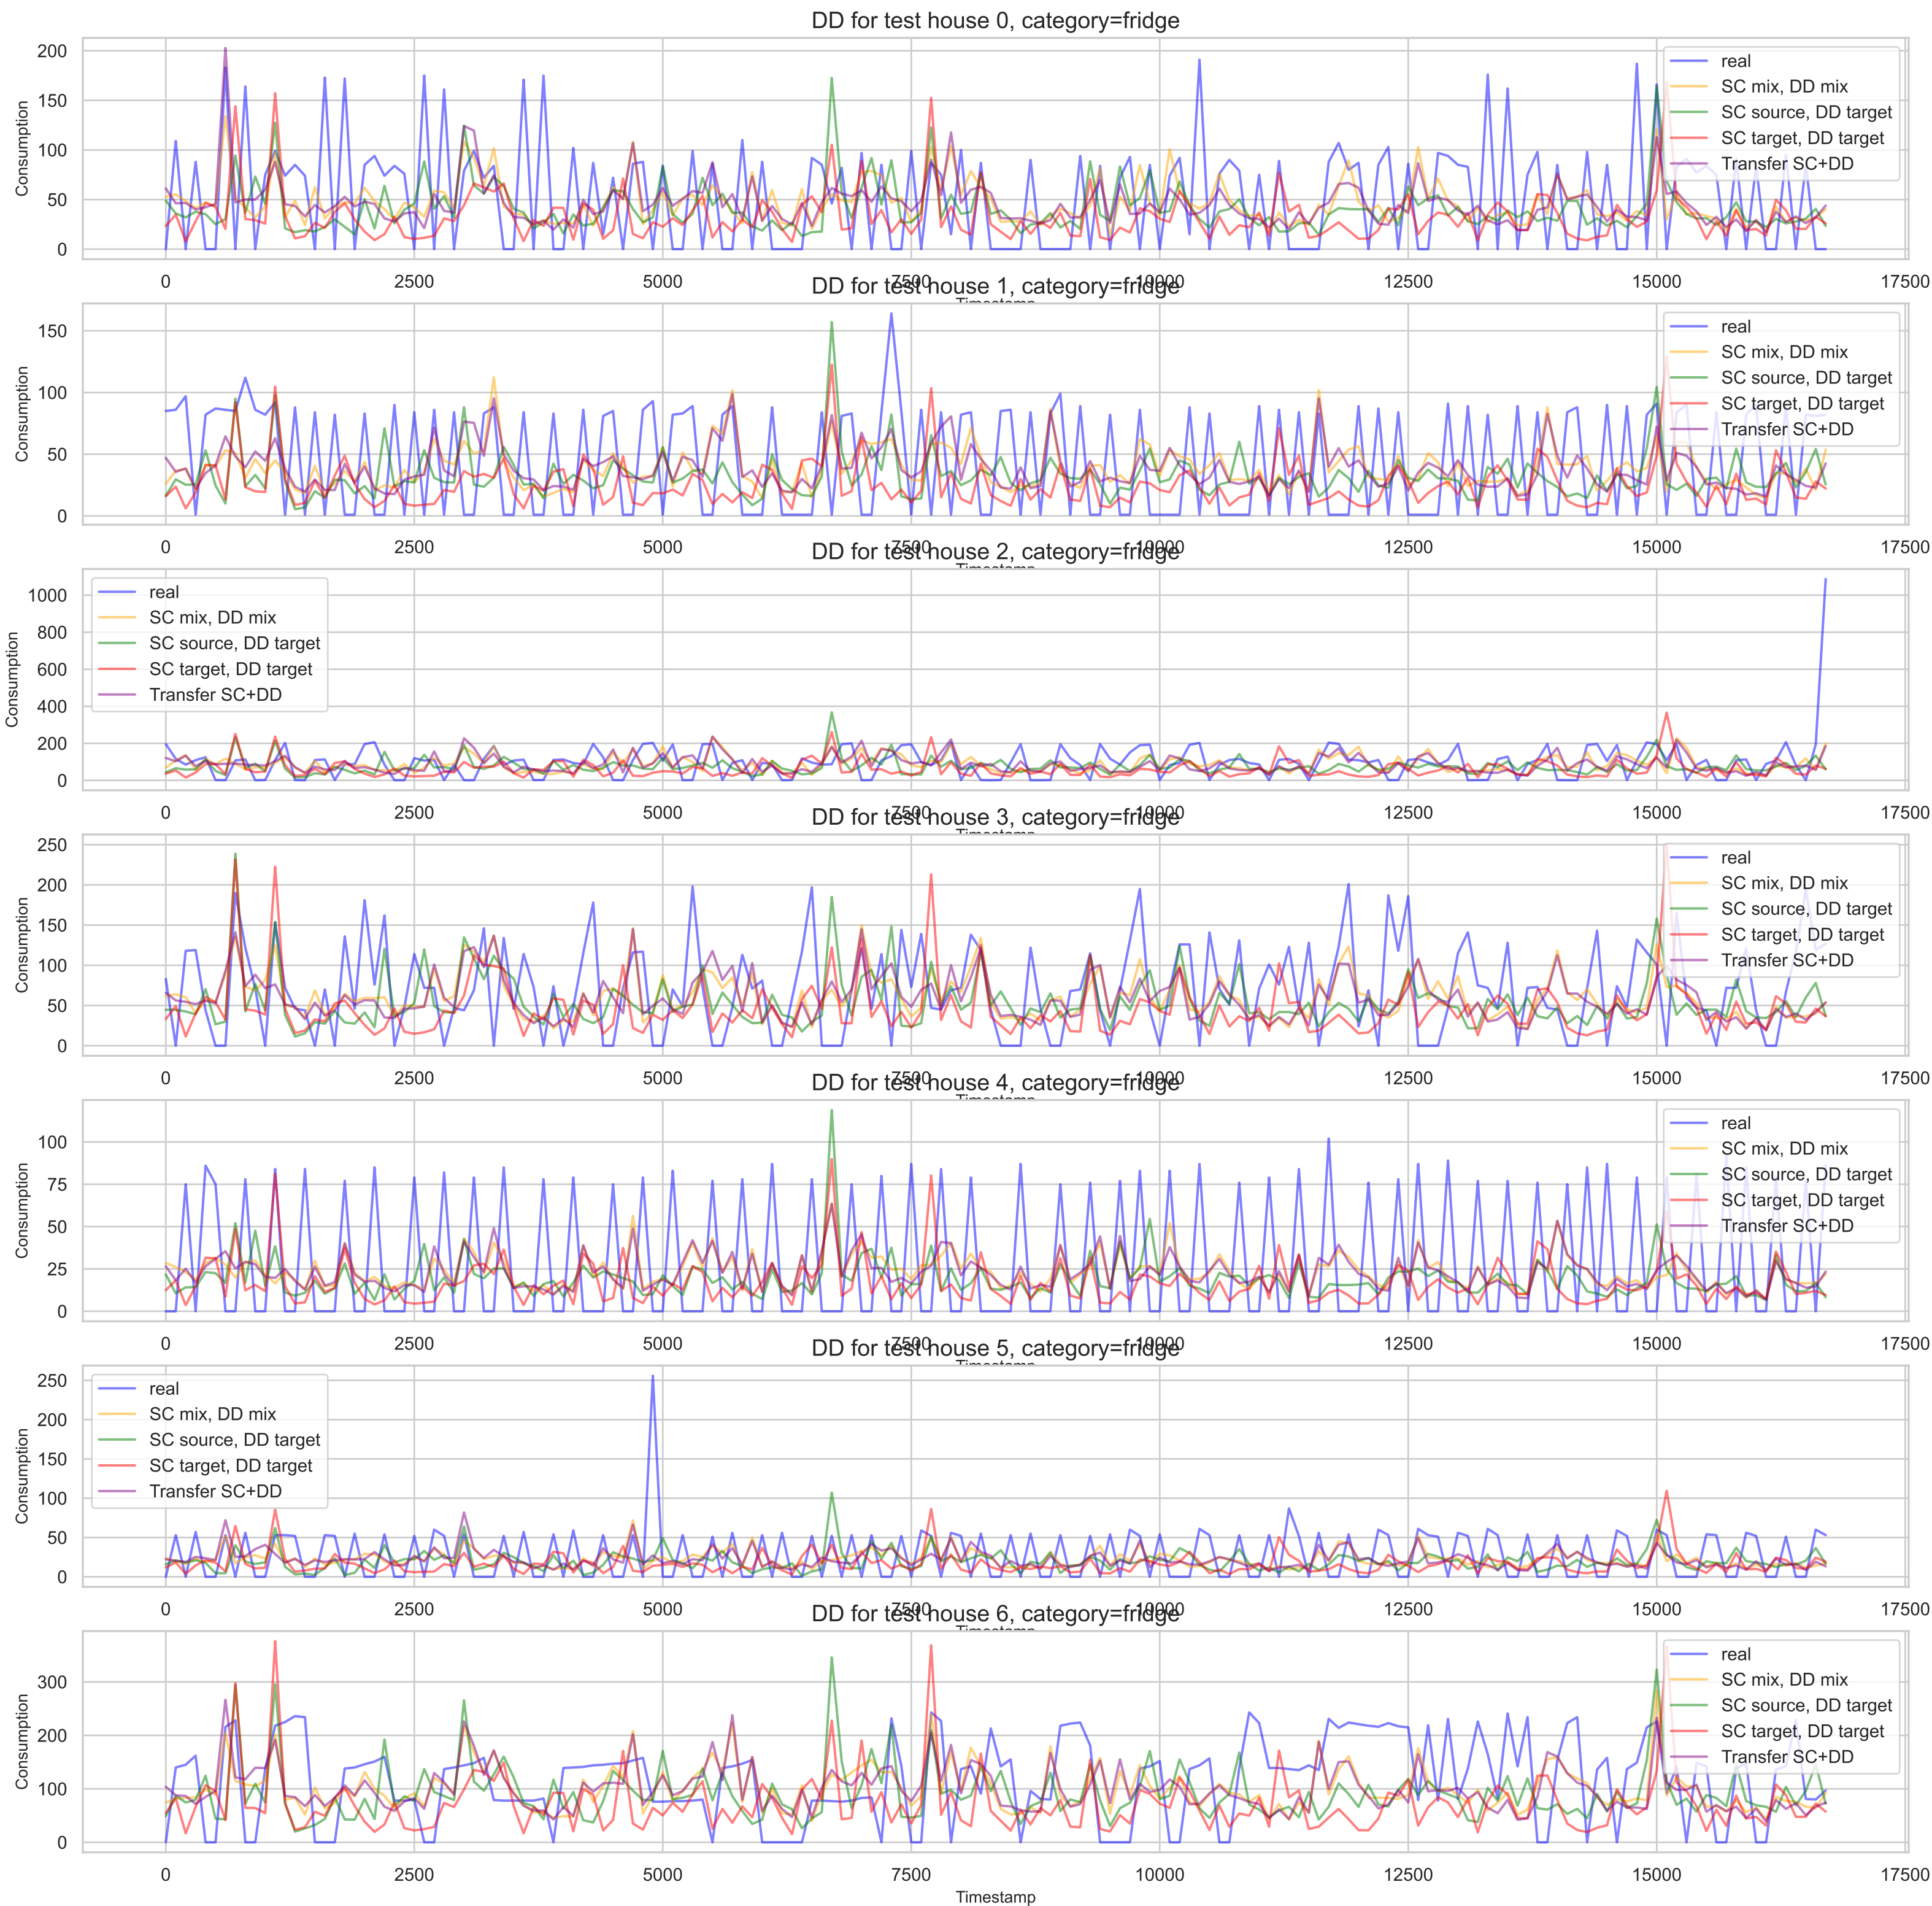 DD for test house 0, category=fridge
200
150
100
50
0
Consumption
real
SC mix, DD mix
SC source, DD target
SC target, DD target
Transfer SC+DD
0 2500 5000 7500 10000 12500 15000 17500
Timestamp
DD for test house 1, category=fridge
150
100
50
0
Consumption
real
SC mix, DD mix
SC source, DD target
SC target, DD target
Transfer SC+DD
0 2500 5000 7500 10000 12500 15000 17500
Timestamp
DD for test house 2, category=fridge
1000
800
600
400
200
0
Consumption
real
SC mix, DD mix
SC source, DD target
SC target, DD target
Transfer SC+DD
0 2500 5000 7500 10000 12500 15000 17500
Timestamp
DD for test house 3, category=fridge
250
200
150
100
50
0
Consumption
real
SC mix, DD mix
SC source, DD target
SC target, DD target
Transfer SC+DD
0 2500 5000 7500 10000 12500 15000 17500
Timestamp
DD for test house 4, category=fridge
100
75
50
25
0
Consumption
real
SC mix, DD mix
SC source, DD target
SC target, DD target
Transfer SC+DD
0 2500 5000 7500 10000 12500 15000 17500
Timestamp
DD for test house 5, category=fridge
250
200
150
100
50
0
Consumption
real
SC mix, DD mix
SC source, DD target
SC target, DD target
Transfer SC+DD
0 2500 5000 7500 10000 12500 15000 17500
Timestamp
DD for test house 6, category=fridge
300
200
100
0
Consumption
real
SC mix, DD mix
SC source, DD target
SC target, DD target
Transfer SC+DD
0 2500 5000 7500 10000 12500 15000 17500
Timestamp